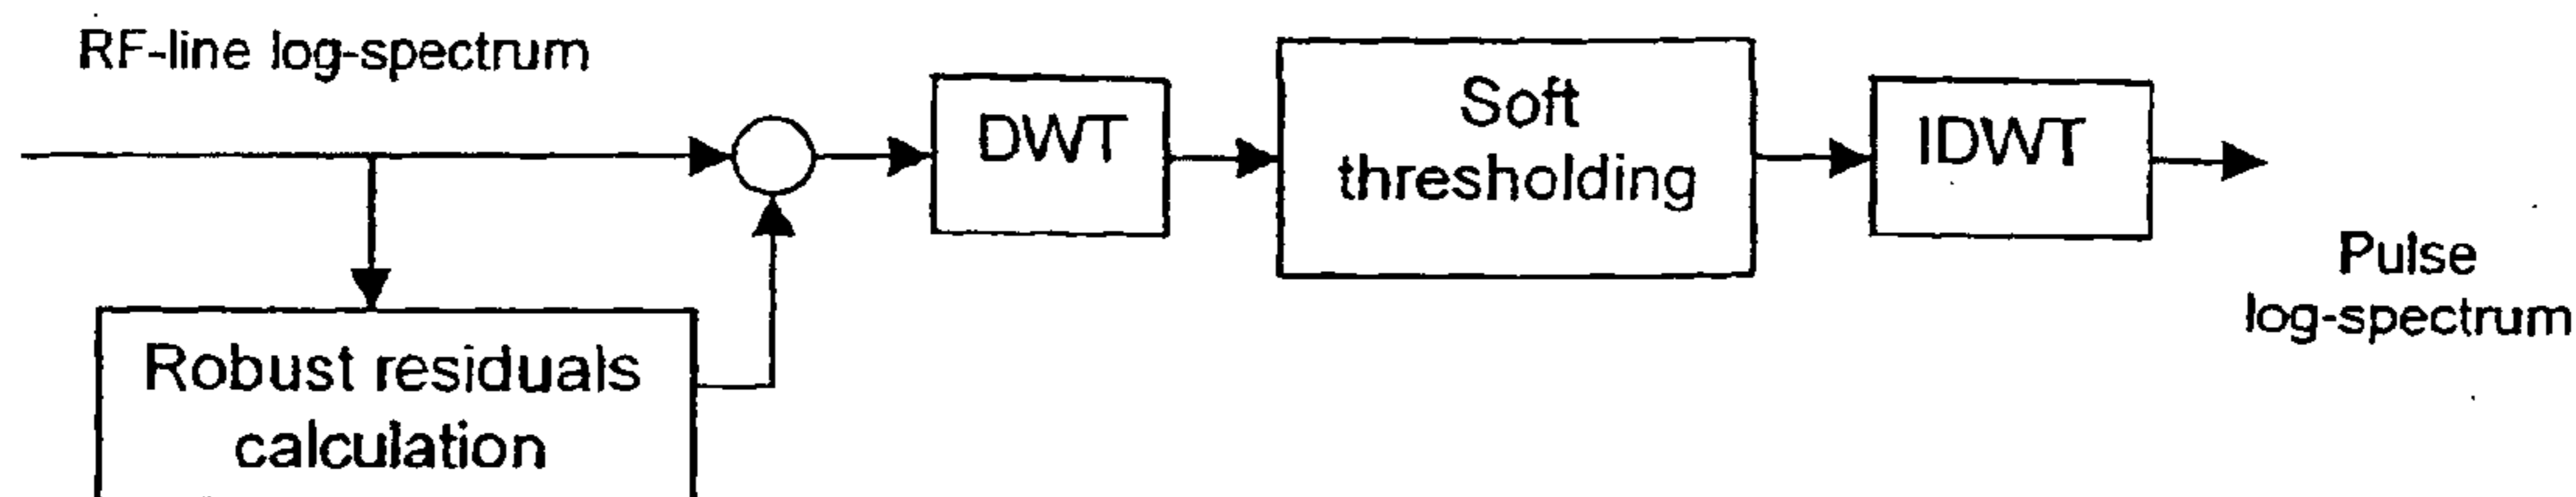 RF-line log-spectrum
DWT
Soft
thresholding
IDWT
Pulse
log-spectrum
Robust residuals
calculation